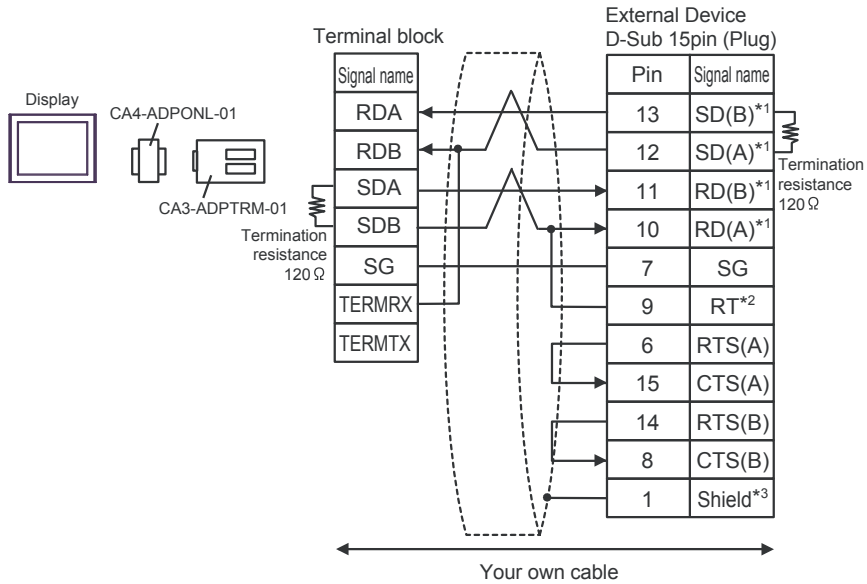 Display
CA4-ADPONL-01
CA3-ADPTRM-01
Terminal block
Signal name
RDA
RDB
SDA
SDB
SG
TERMRX
TERMTX
Termination
resistance
120 Ω
External Device
D-Sub 15pin (Plug)
Pin Signal name
13 SD(B)*1
12 SD(A)*1
11 RD(B)*1
10 RD(A)*1
7 SG
9 RT*2
6 RTS(A)
15 CTS(A)
14 RTS(B)
8 CTS(B)
1 Shield*3
Termination
resistance
120 Ω
Your own cable